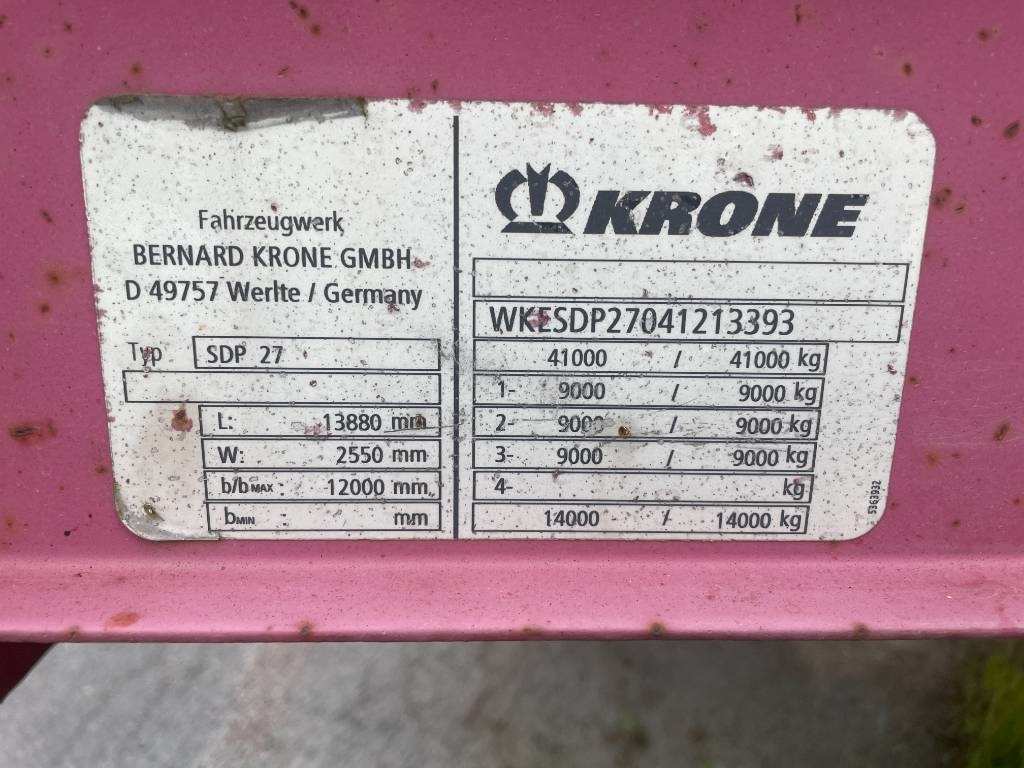 Fahrzeugwerk
BERNARD KRONE GMBH
D 49757 Werlte / Germany
Typ SDP 27
L: 13880 mm
W: 2550 mm
b/bMAX : 12000 mm
bMIN : mm
KRONE
WKESDP27041213393
41000 / 41000 kg
1- 9000 / 9000 kg
2- 9000 / 9000 kg
3- 9000 / 9000 kg
4- kg
14000 / 14000 kg
5363932